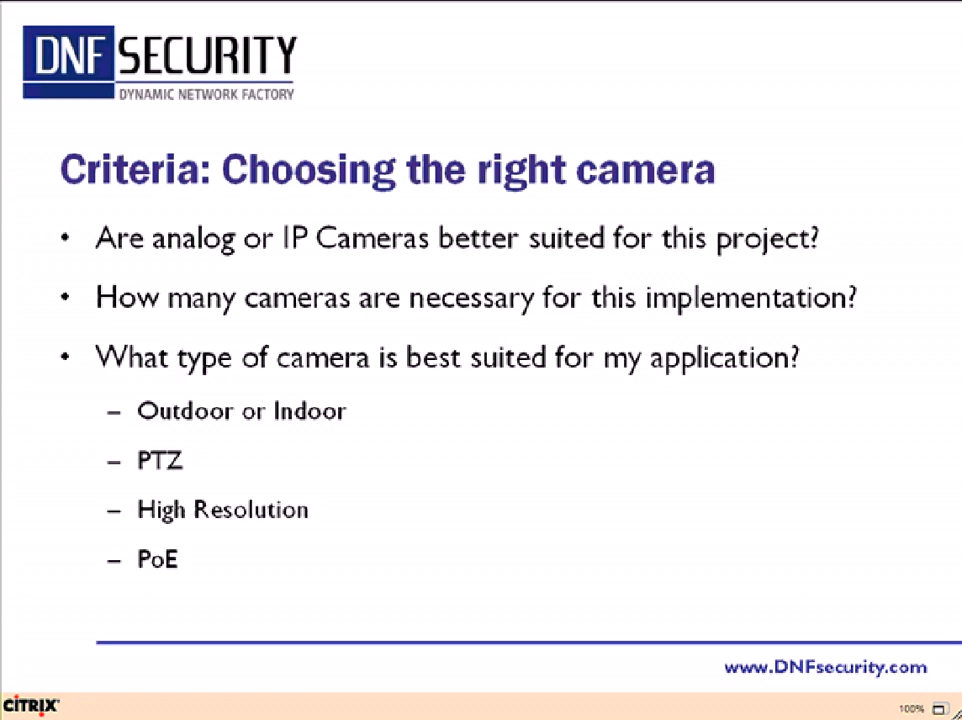 DNF SECURITY
DYNAMIC NETWORK FACTORY
Criteria: Choosing the right camera
• Are analog or IP Cameras better suited for this project?
• How many cameras are necessary for this implementation?
• What type of camera is best suited for my application?
– Outdoor or Indoor
– PTZ
– High Resolution
– PoE
www.DNFsecurity.com
CITRIX
100%